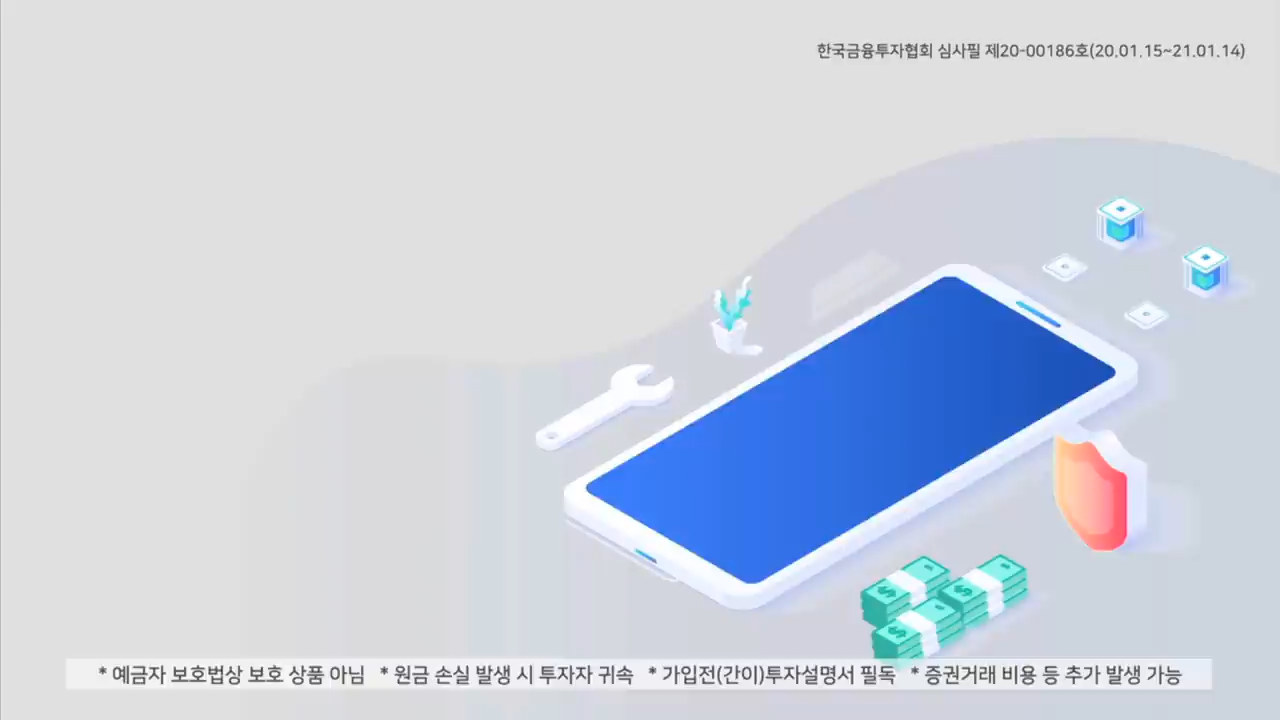 한국금융투자협회 심사필 제20-00186호(20.01.15~21.01.14)
* 예금자 보호법상 보호 상품 아님 * 원금 손실 발생 시 투자자 귀속 * 가입전(간이)투자설명서 필독 * 증권거래 비용 등 추가 발생 가능